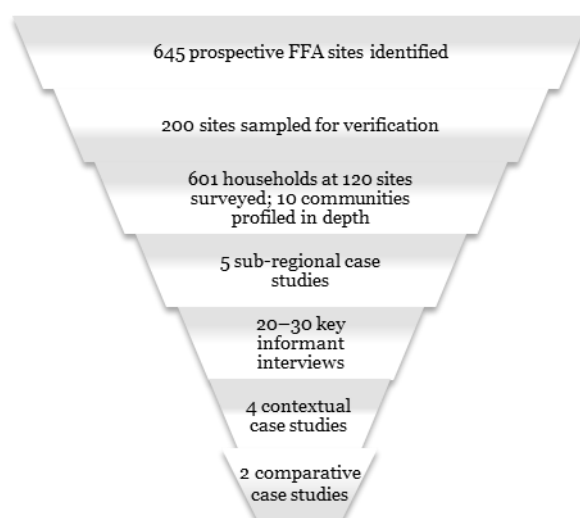 645 prospective FFA sites identified
200 sites sampled for verification
601 households at 120 sites
surveyed; 10 communities
profiled in depth
5 sub-regional case
studies
20–30 key
informant
interviews
4 contextual
case studies
2 comparative
case studies